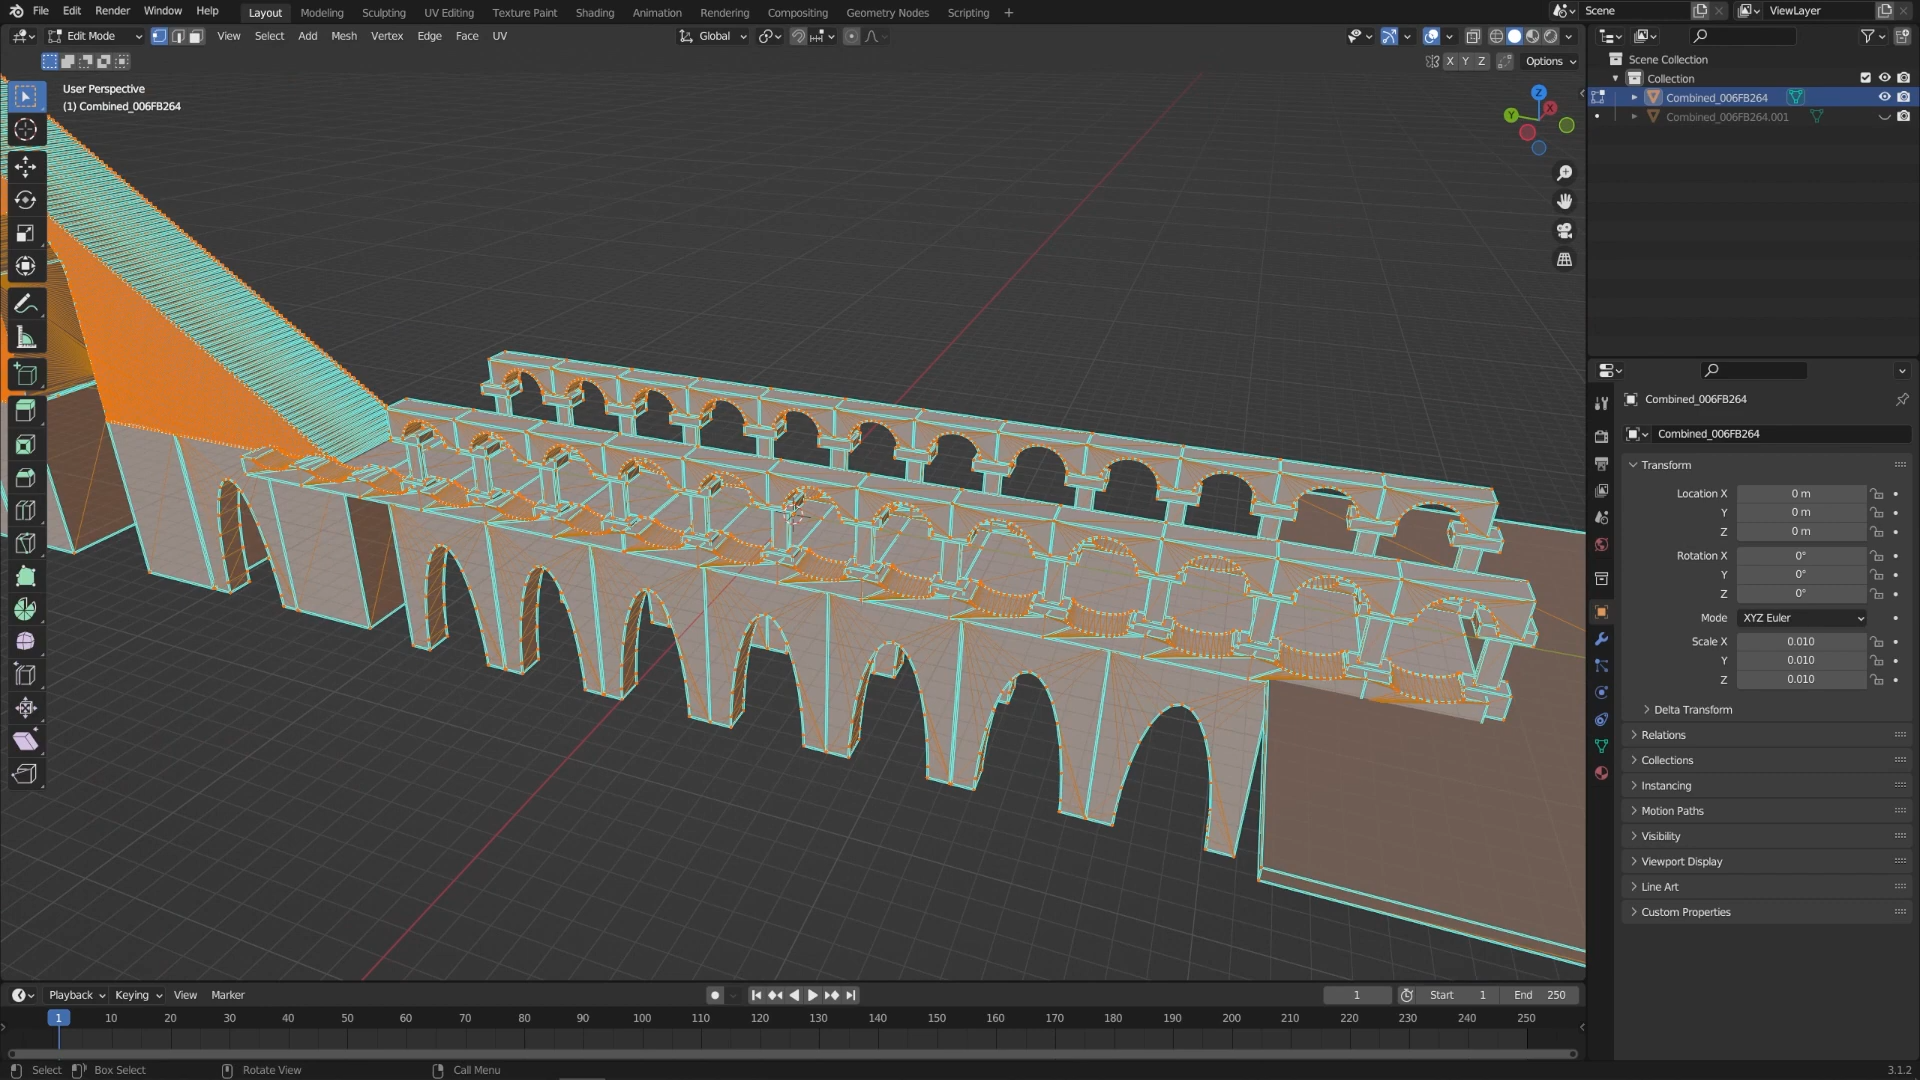 File Edit Render Window Help Layout Modeling Sculpting UV Editing Texture Paint Shading Animation Rendering Compositing Geometry Nodes Scripting + Scene ViewLayer
Edit Mode View Select Add Mesh Vertex Edge Face UV Global
X Y Z Options
User Perspective
(1) Combined_006FB264
Z
X
Y
Scene Collection
Collection
Combined_006FB264
Combined_006FB264.001
Combined_006FB264
Combined_006FB264
Transform
Location X 0 m
Y 0 m
Z 0 m
Rotation X 0°
Y 0°
Z 0°
Mode XYZ Euler
Scale X 0.010
Y 0.010
Z 0.010
Delta Transform
Relations
Collections
Instancing
Motion Paths
Visibility
Viewport Display
Line Art
Custom Properties
Playback Keying View Marker 1 Start 1 End 250
1 10 20 30 40 50 60 70 80 90 100 110 120 130 140 150 160 170 180 190 200 210 220 230 240 250
Select Box Select Rotate View Call Menu 3.1.2